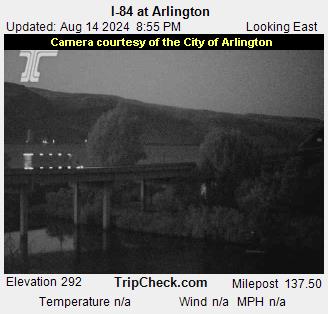 I-84 at Arlington
Updated: Aug 14 2024 8:55 PM Looking East
Camera courtesy of the City of Arlington
Elevation 292 TripCheck.com Milepost 137.50
Temperature n/a Wind n/a MPH n/a